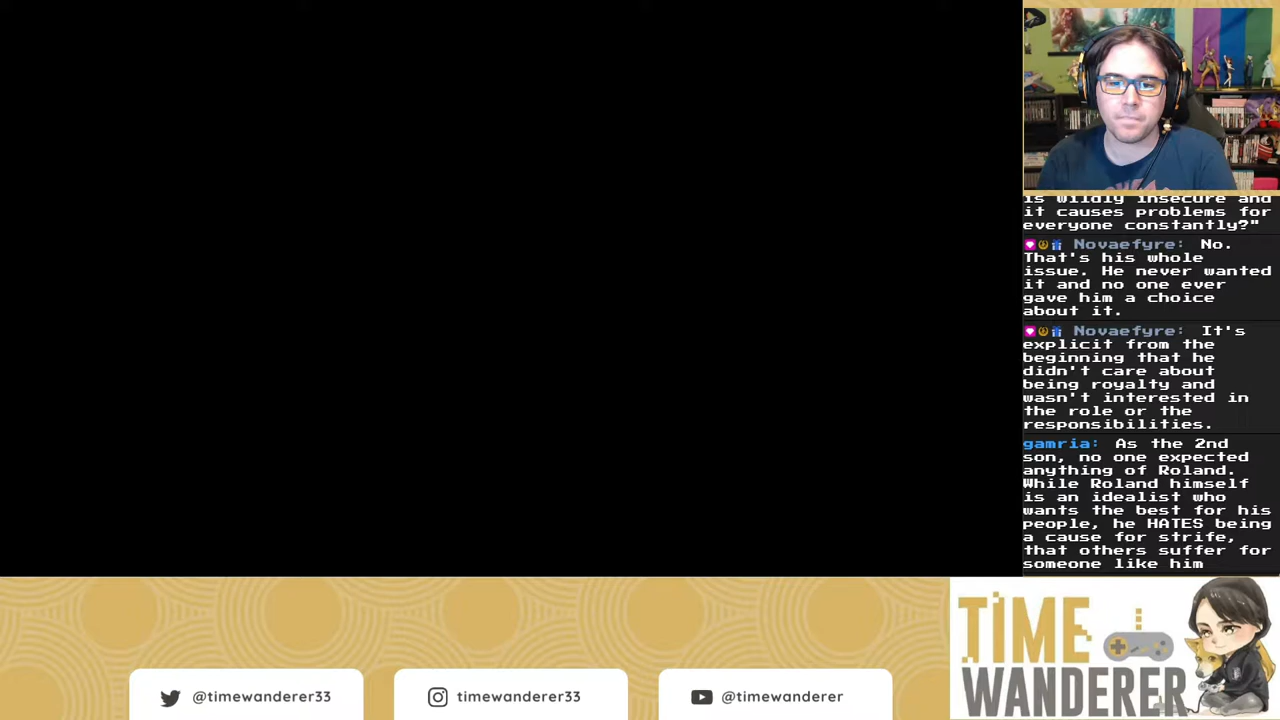 is wildly insecure and
it causes problems for
everyone constantly?"
Novaefyre: No.
That's his whole
issue. He never wanted
it and no one ever
gave him a choice
about it.
Novaefyre: It's
explicit from the
beginning that he
didn't care about
being royalty and
wasn't interested in
the role or the
responsibilities.
gamria: As the 2nd
son, no one expected
anything of Roland.
While Roland himself
is an idealist who
wants the best for his
people, he HATES being
a cause for strife,
that others suffer for
someone like him
@timewanderer33
timewanderer33
@timewanderer
TIME
WANDERER